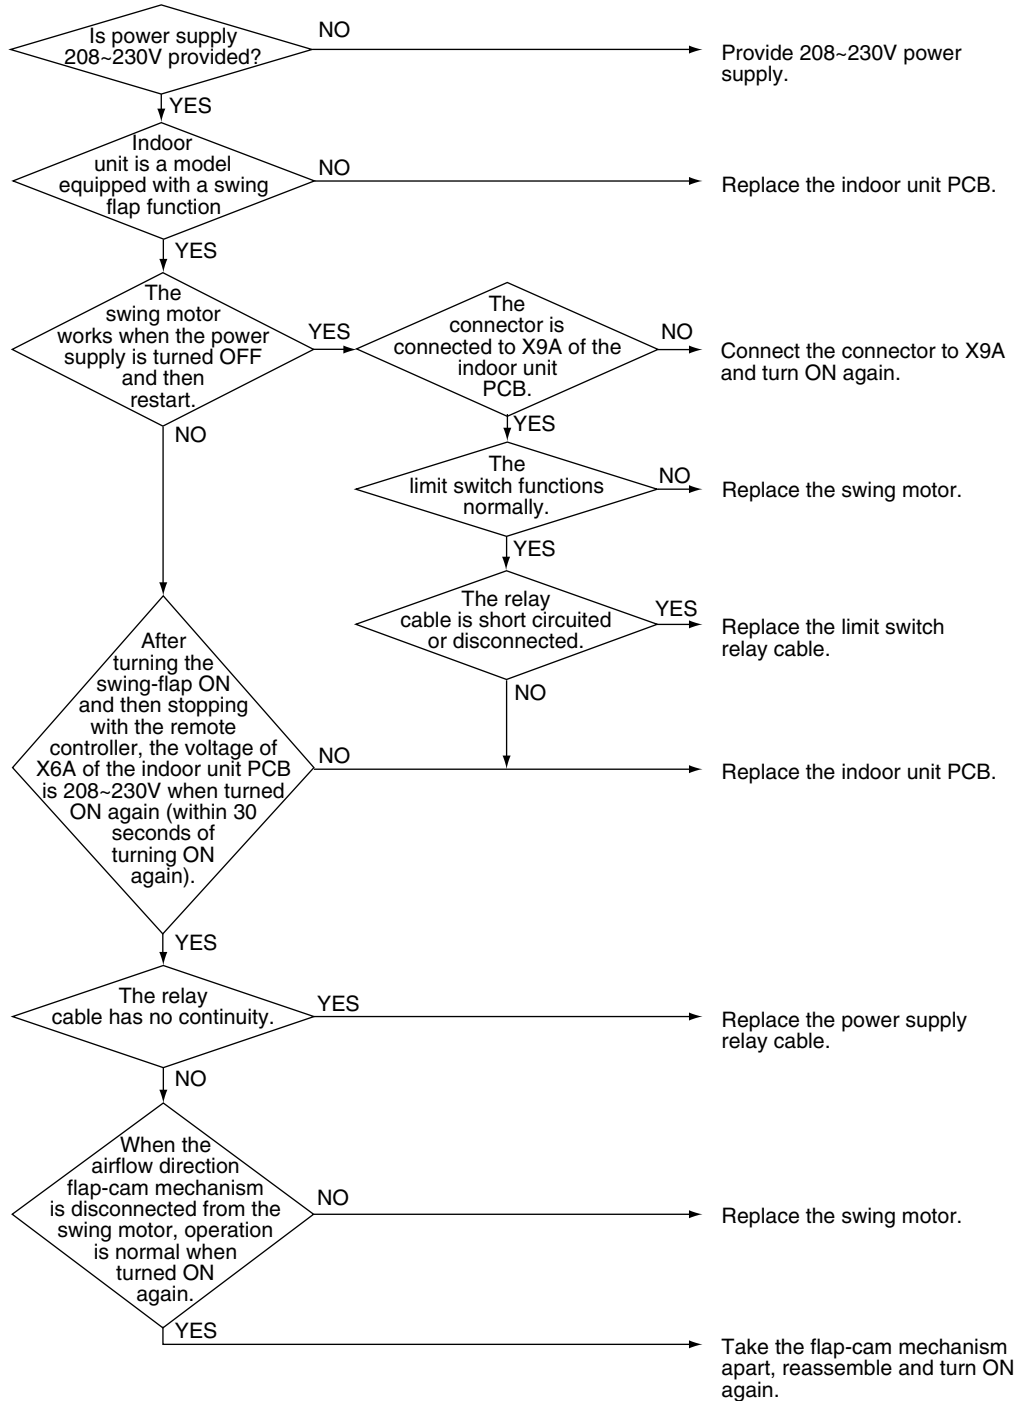 Is power supply
208~230V provided?
NO
Provide 208~230V power
supply.
YES
Indoor
unit is a model
equipped with a swing
flap function
NO
Replace the indoor unit PCB.
YES
The
swing motor
works when the power
supply is turned OFF
and then
restart.
YES
The
connector is
connected to X9A of the
indoor unit
PCB.
NO
Connect the connector to X9A
and turn ON again.
YES
NO
The
limit switch functions
normally.
NO
Replace the swing motor.
YES
The relay
cable is short circuited
or disconnected.
YES
Replace the limit switch
relay cable.
NO
After
turning the
swing-flap ON
and then stopping
with the remote
controller, the voltage of
X6A of the indoor unit PCB
is 208~230V when turned
ON again (within 30
seconds of
turning ON
again).
NO
Replace the indoor unit PCB.
YES
The relay
cable has no continuity.
YES
Replace the power supply
relay cable.
NO
When the
airflow direction
flap-cam mechanism
is disconnected from the
swing motor, operation
is normal when
turned ON
again.
NO
Replace the swing motor.
YES
Take the flap-cam mechanism
apart, reassemble and turn ON
again.